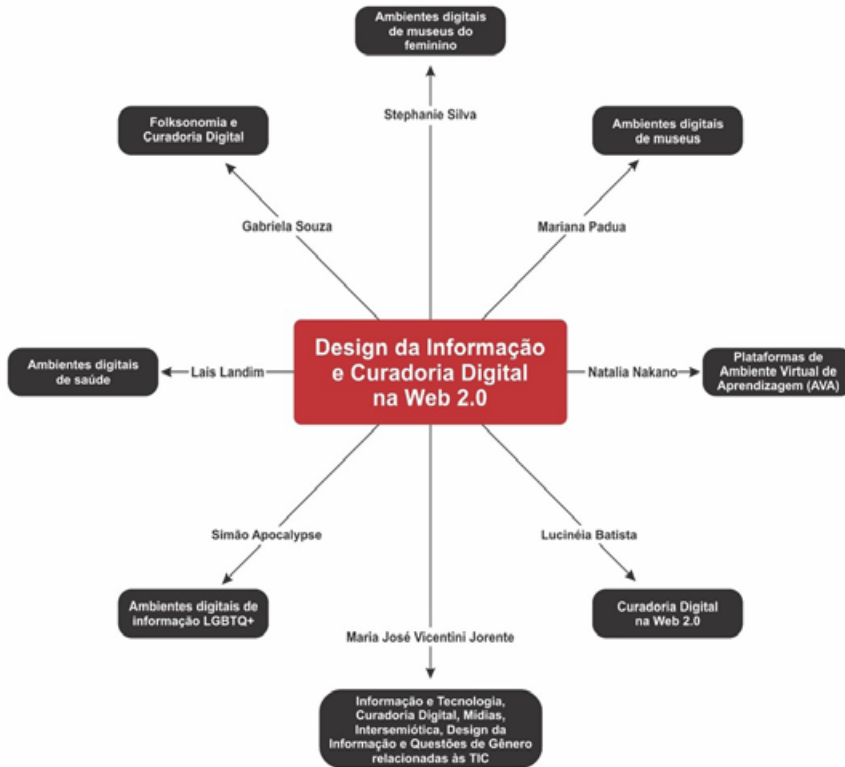 Ambientes digitais
de museus do
feminino
Stephanie Silva
Folksonomia e
Curadoria Digital
Ambientes digitais
de museus
Gabriela Souza
Mariana Padua
Design da Informação
e Curadoria Digital
na Web 2.0
Ambientes digitais
de saúde
Laís Landim
Natalia Nakano
Plataformas de
Ambiente Virtual de
Aprendizagem (AVA)
Simão Apocalypse
Lucinéia Batista
Ambientes digitais de
informação LGBTQ+
Curadoria Digital
na Web 2.0
Maria José Vicentini Jorente
Informação e Tecnologia,
Curadoria Digital, Mídias,
Intersemiótica, Design da
Informação e Questões de Gênero
relacionadas às TIC